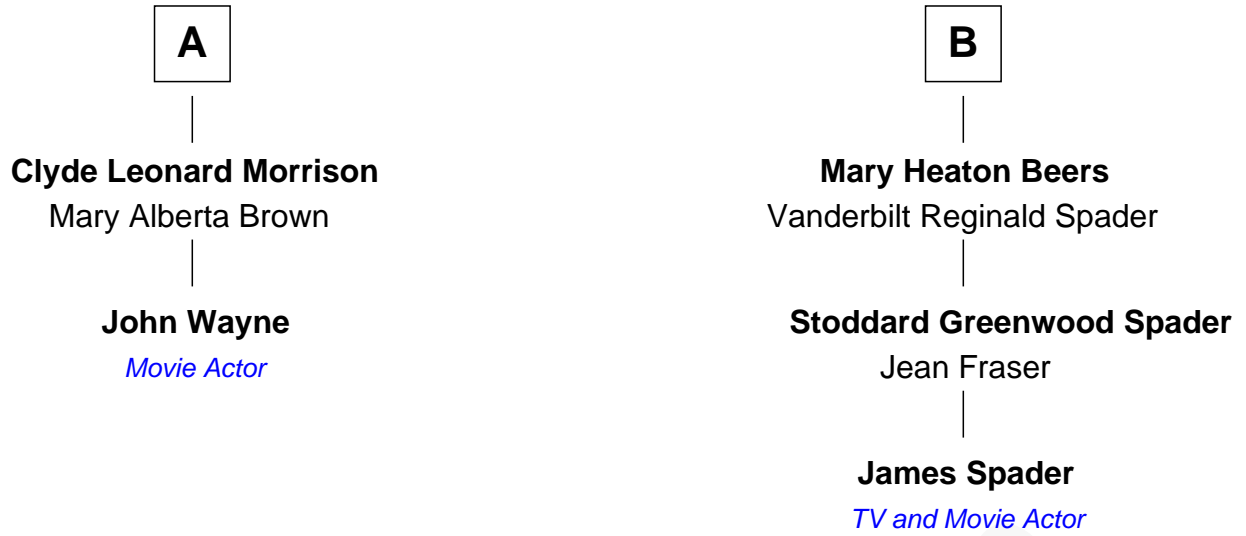 A
Clyde Leonard Morrison
Mary Alberta Brown
John Wayne
Movie Actor
B
Mary Heaton Beers
Vanderbilt Reginald Spader
Stoddard Greenwood Spader
Jean Fraser
James Spader
TV and Movie Actor